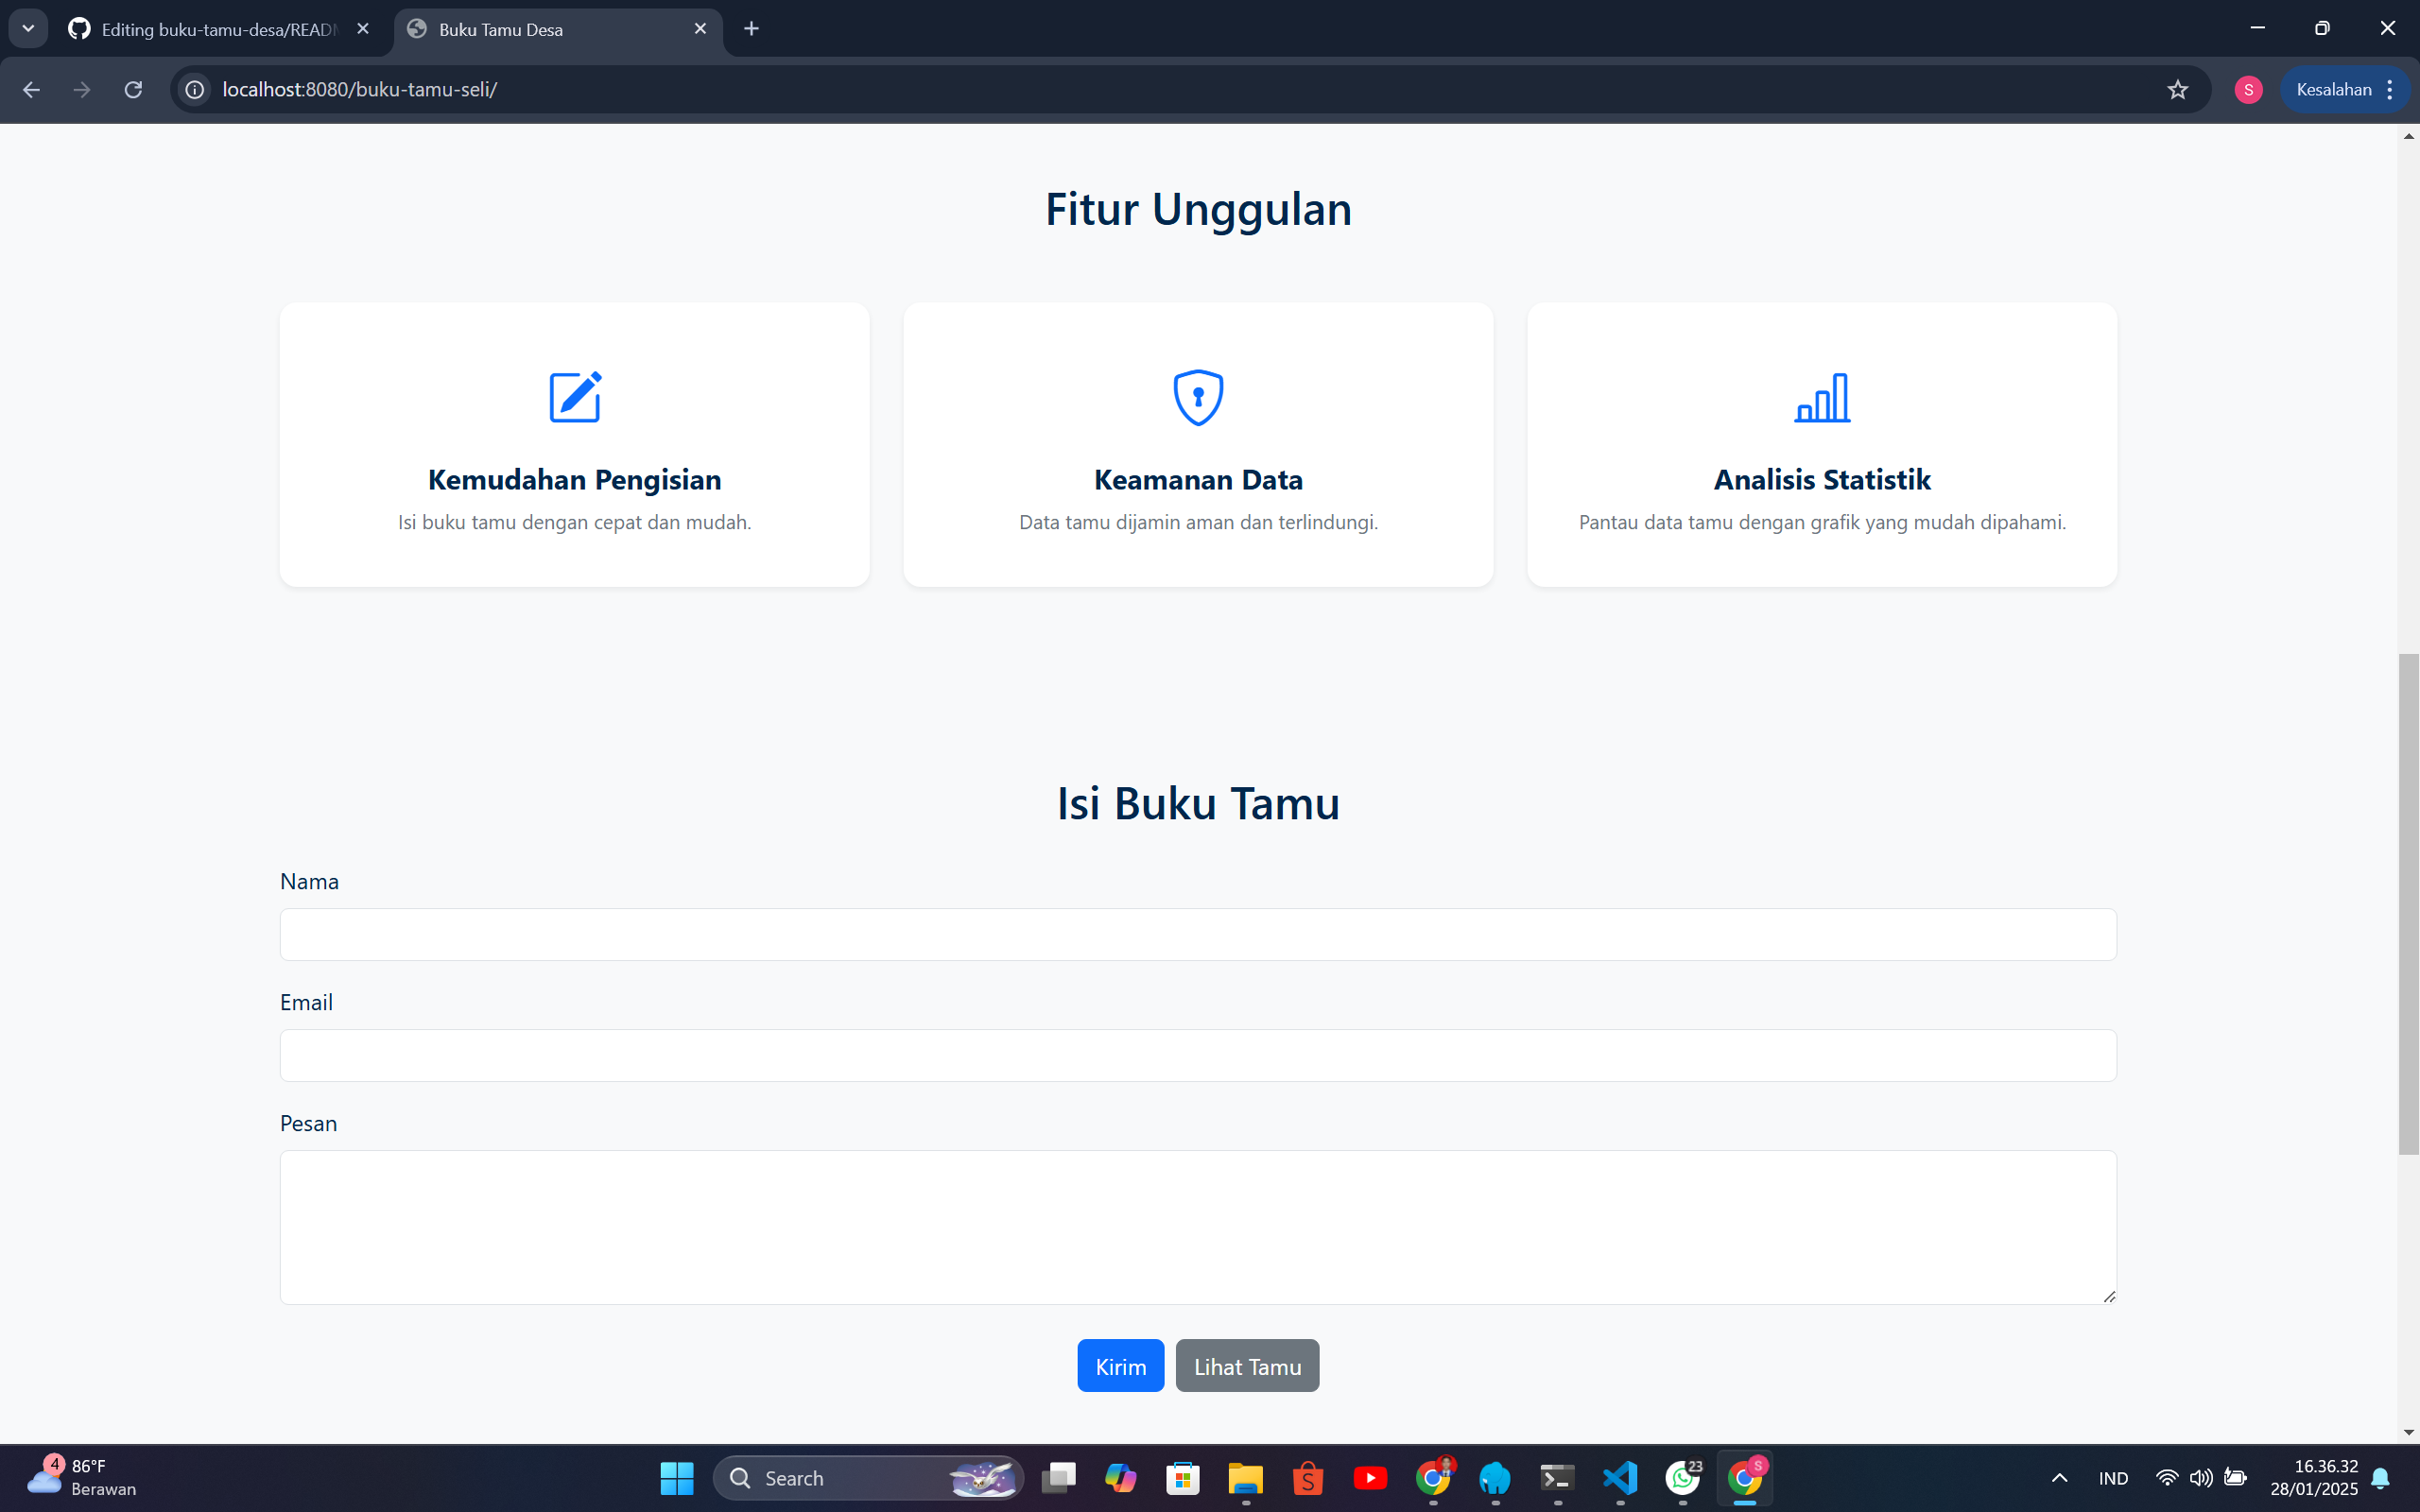 Editing buku-tamu-desa/READ
Buku Tamu Desa
localhost:8080/buku-tamu-seli/
S
Kesalahan
Fitur Unggulan
Kemudahan Pengisian
Isi buku tamu dengan cepat dan mudah.
Keamanan Data
Data tamu dijamin aman dan terlindungi.
Analisis Statistik
Pantau data tamu dengan grafik yang mudah dipahami.
Isi Buku Tamu
Nama
Email
Pesan
Kirim
Lihat Tamu
4
86°F
Berawan
Search
S
23
S
IND
16.36.32
28/01/2025